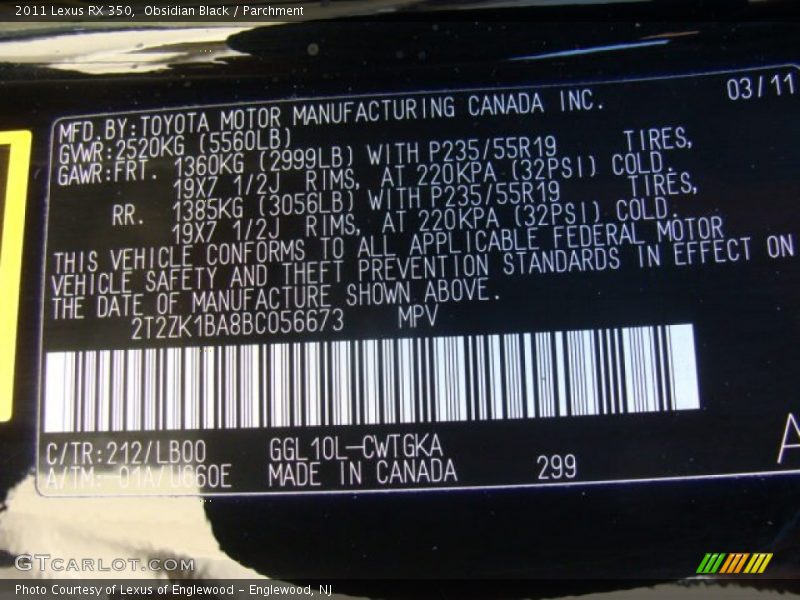 2011 Lexus RX 350, Obsidian Black / Parchment
03/11
MFD. BY: TOYOTA MOTOR MANUFACTURING CANADA INC.
GVWR: 2520KG (5560LB)
GAWR: FRT. 1360KG (2999LB) WITH P235/55R19 TIRES,
19X7 1/2J RIMS, AT 220KPA (32PSI) COLD.
RR. 1385KG (3056LB) WITH P235/55R19 TIRES,
19X7 1/2J RIMS, AT 220KPA (32PSI) COLD.
THIS VEHICLE CONFORMS TO ALL APPLICABLE FEDERAL MOTOR
VEHICLE SAFETY AND THEFT PREVENTION STANDARDS IN EFFECT ON
THE DATE OF MANUFACTURE SHOWN ABOVE.
2T2ZK1BA8BC056673 MPV
C/TR: 212/LB00 GGL10L-CWTGKA
A/TM: -01A/U660E MADE IN CANADA 299
A
GTCARLOT.COM
Photo Courtesy of Lexus of Englewood - Englewood, NJ